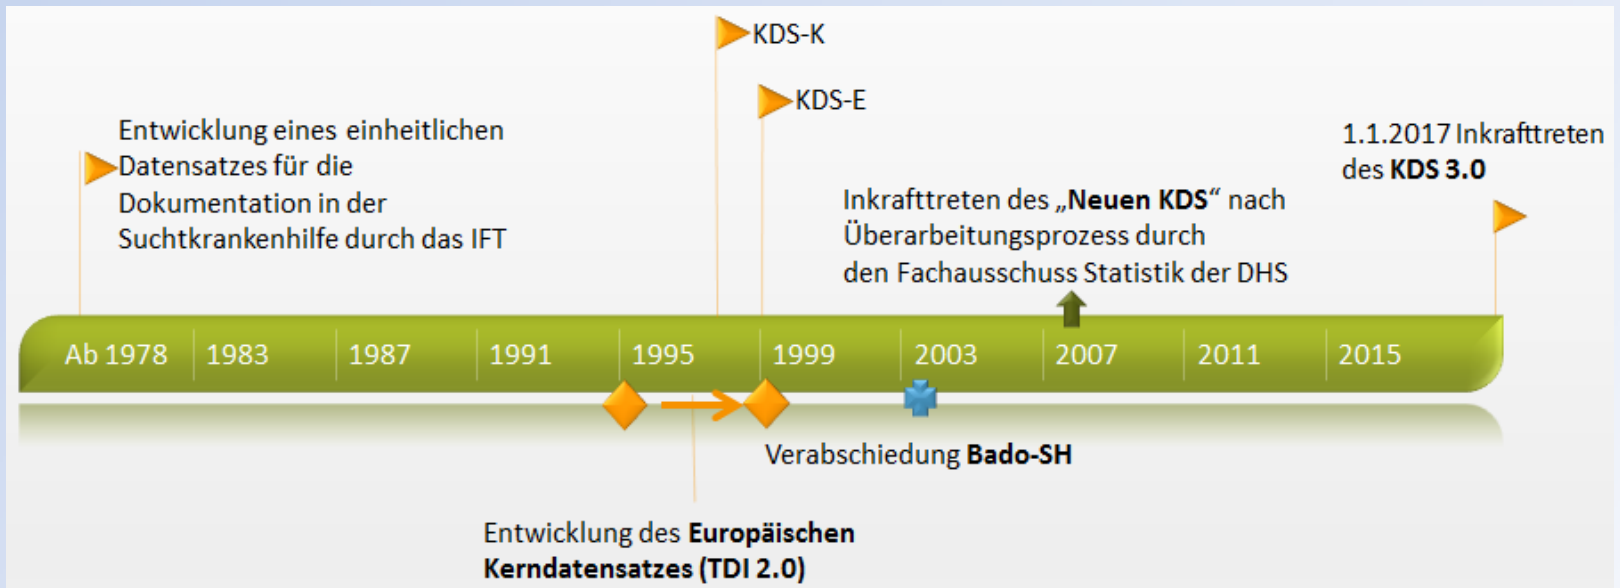 KDS-K
KDS-E
Entwicklung eines einheitlichen
Datensatzes für die
Dokumentation in der
Suchtkrankenhilfe durch das IFT
1.1.2017 Inkrafttreten
des KDS 3.0
Inkrafttreten des „Neuen KDS“ nach
Überarbeitungsprozess durch
den Fachausschuss Statistik der DHS
Ab 1978 1983 1987 1991 1995 1999 2003 2007 2011 2015
Verabschiedung Bado-SH
Entwicklung des Europäischen
Kerndatensatzes (TDI 2.0)